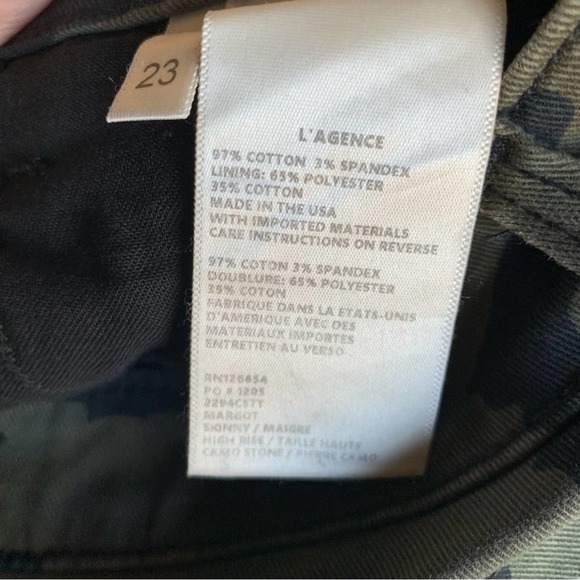 23
L'AGENCE
97% COTTON 3% SPANDEX
LINING: 65% POLYESTER
35% COTTON
MADE IN THE USA
WITH IMPORTED MATERIALS
CARE INSTRUCTIONS ON REVERSE
97% COTON 3% SPANDEX
DOUBLURE: 65% POLYESTER
35% COTON
FABRIQUE DANS LA ETATS-UNIS
D'AMERIQUE AVEC DES
MATERIAUX IMPORTES
ENTRETIEN AU VERSO
RN126654
PO # 1205
2294CSTT
MARGOT
SKINNY / MAIGRE
HIGH RISE / TAILLE HAUTE
CAMO STONE / PIERRE CAMO